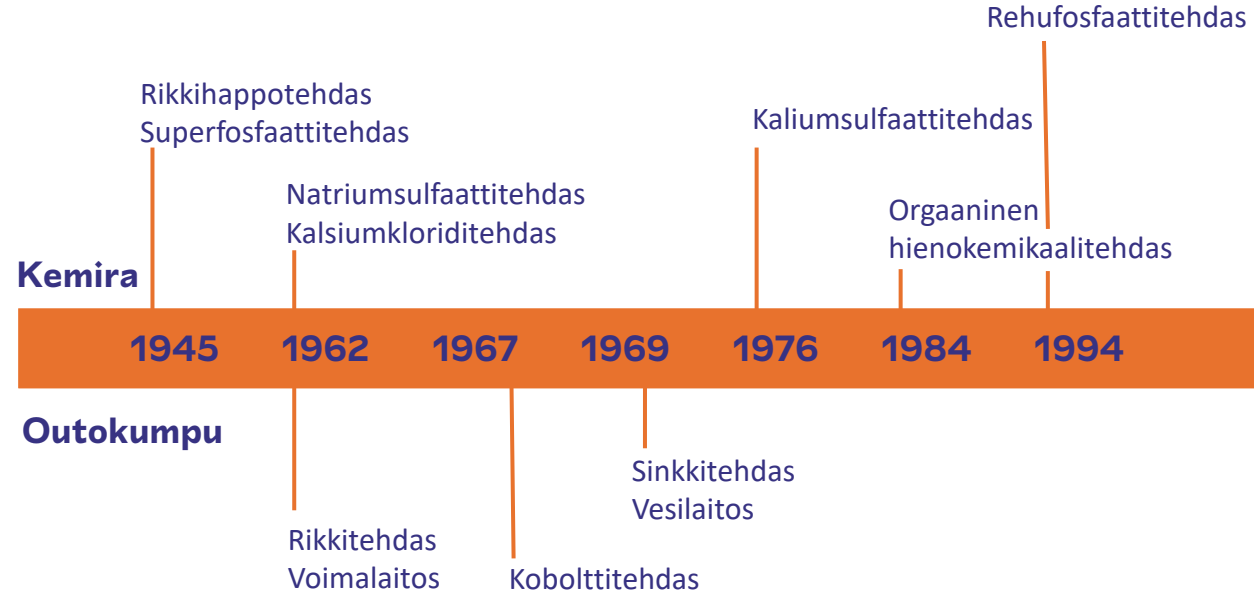 Rehufosfaattitehdas
Rikkihappotehdas
Superfosfaattitehdas
Kaliumsulfaattitehdas
Natriumsulfaattitehdas
Kalsiumkloriditehdas
Orgaaninen
hienokemikaalitehdas
Kemira
1945 1962 1967 1969 1976 1984 1994
Outokumpu
Sinkkitehdas
Vesilaitos
Rikkitehdas
Voimalaitos
Kobolttitehdas